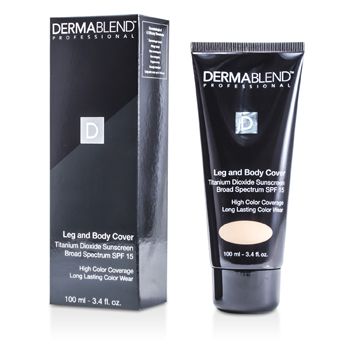 DERMABLEND™
PROFESSIONAL
D
Leg and Body Cover
Titanium Dioxide Sunscreen
Broad Spectrum SPF 15
High Color Coverage
Long Lasting Color Wear
100 ml - 3.4 fl. oz.
DERMABLEND™
PROFESSIONAL
D
Leg and Body Cover
Titanium Dioxide Sunscreen
Broad Spectrum SPF 15
High Color Coverage
Long Lasting Color Wear
100 ml - 3.4 fl. oz.